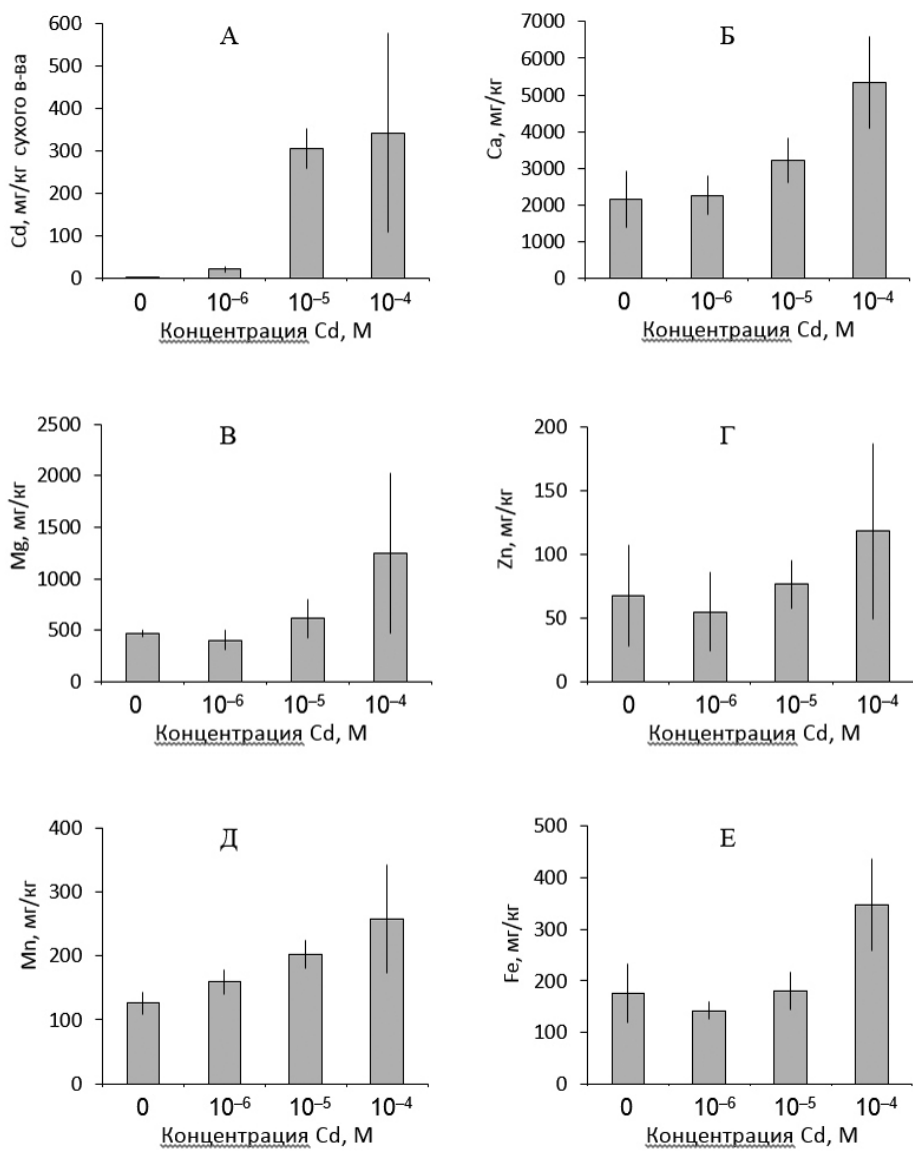 А
Cd, мг/кг сухого в-ва
600
500
400
300
200
100
0
0 10⁻⁶ 10⁻⁵ 10⁻⁴
Концентрация Cd, М
Б
Ca, мг/кг
7000
6000
5000
4000
3000
2000
1000
0
0 10⁻⁶ 10⁻⁵ 10⁻⁴
Концентрация Cd, М
В
Mg, мг/кг
2500
2000
1500
1000
500
0
0 10⁻⁶ 10⁻⁵ 10⁻⁴
Концентрация Cd, М
Г
Zn, мг/кг
200
150
100
50
0
0 10⁻⁶ 10⁻⁵ 10⁻⁴
Концентрация Cd, М
Д
Mn, мг/кг
400
300
200
100
0
0 10⁻⁶ 10⁻⁵ 10⁻⁴
Концентрация Cd, М
Е
Fe, мг/кг
500
400
300
200
100
0
0 10⁻⁶ 10⁻⁵ 10⁻⁴
Концентрация Cd, М